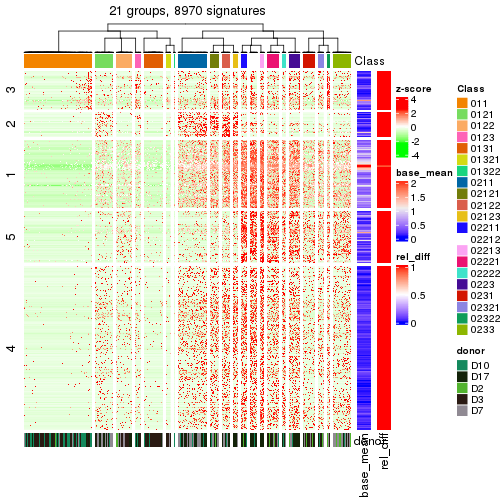 21 groups, 8970 signatures
Class
3
2
1
5
4
donor
base_mean
rel_diff
z-score
4
2
0
-2
-4
base_mean
2
1.5
1
0.5
0
rel_diff
1
0.5
0
Class
011
0121
0122
0123
0131
01321
01322
0211
02121
02122
02123
02211
02212
02213
02221
02222
0223
0231
02321
02322
0233
donor
D10
D17
D2
D3
D7